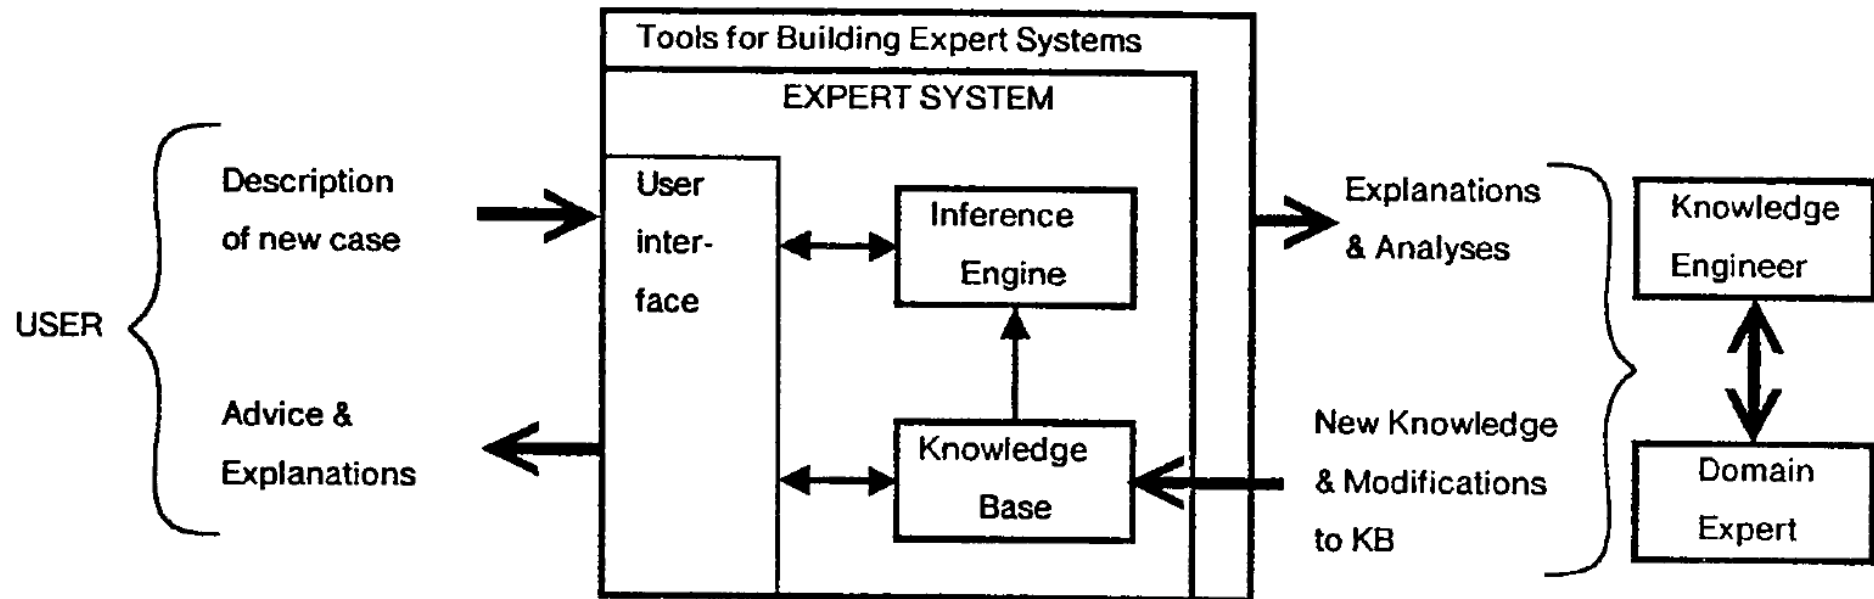 Tools for Building Expert Systems
EXPERT SYSTEM
USER
Description
of new case
Advice &
Explanations
User
inter-
face
Inference
Engine
Knowledge
Base
Explanations
& Analyses
New Knowledge
& Modifications
to KB
Knowledge
Engineer
Domain
Expert